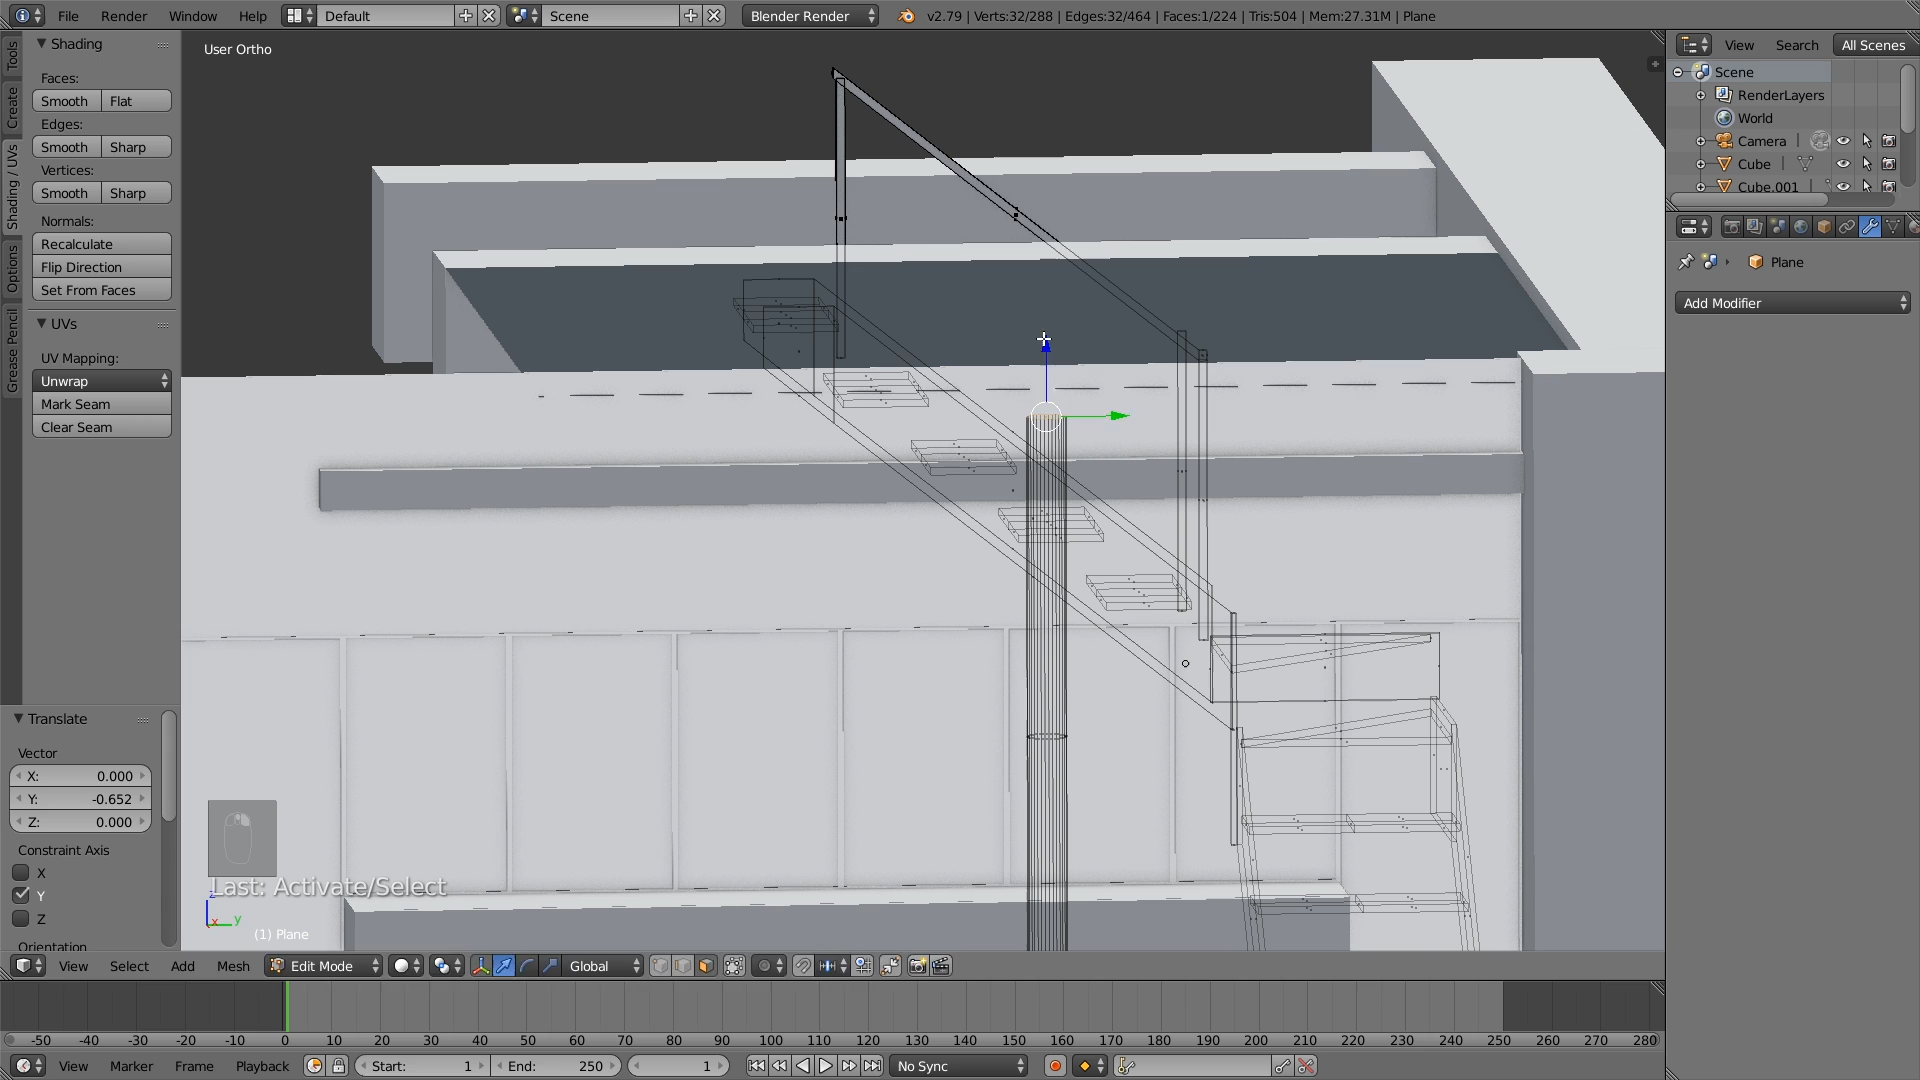 File Render Window Help Default Scene Blender Render v2.79 | Verts:32/288 | Edges:32/464 | Faces:1/224 | Tris:504 | Mem:27.31M | Plane
Tools
Create
Shading / UVs
Options
Grease Pencil
Shading
Faces:
Smooth Flat
Edges:
Smooth Sharp
Vertices:
Smooth Sharp
Normals:
Recalculate
Flip Direction
Set From Faces
UVs
UV Mapping:
Unwrap
Mark Seam
Clear Seam
Translate
Vector
X: 0.000
Y: -0.652
Z: 0.000
Constraint Axis
X
Y
Z
Orientation
User Ortho
Last: Activate/Select
z
x y
(1) Plane
View Search All Scenes
Scene
RenderLayers
World
Camera
Cube
Cube.001
Plane
Add Modifier
View Select Add Mesh Edit Mode Global
-50 -40 -30 -20 -10 0 10 20 30 40 50 60 70 80 90 100 110 120 130 140 150 160 170 180 190 200 210 220 230 240 250 260 270 280
View Marker Frame Playback Start: 1 End: 250 1 No Sync